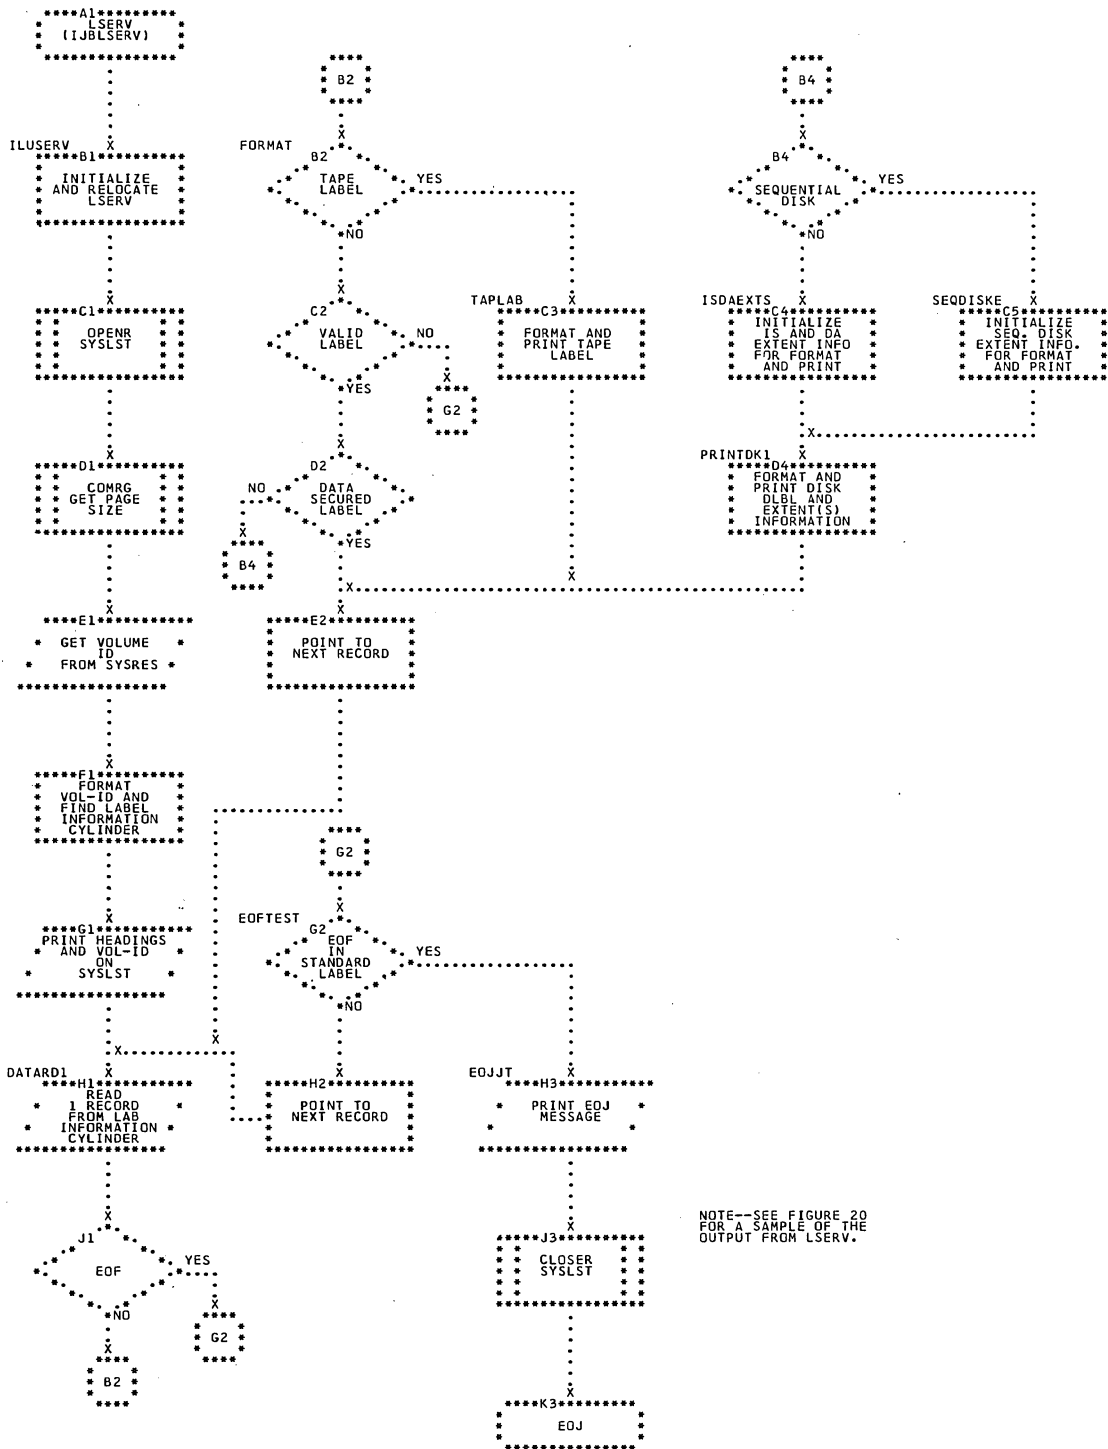 A1
LSERV
(IJBLSERV)
ILUSERV
B1
INITIALIZE
AND RELOCATE
LSERV
C1
OPENR
SYSLST
D1
COMRG
GET PAGE
SIZE
E1
GET VOLUME
ID
FROM SYSRES
F1
FORMAT
VOL-ID AND
FIND LABEL
INFORMATION
CYLINDER
G1
PRINT HEADINGS
AND VOL-ID
ON
SYSLST
DATARD1
H1
READ
1 RECORD
FROM LAB
INFORMATION
CYLINDER
J1
EOF
YES
G2
NO
B2
B2
FORMAT
B2
TAPE
LABEL
YES
NO
C2
VALID
LABEL
NO
G2
YES
D2
DATA
SECURED
LABEL
NO
B4
YES
E2
POINT TO
NEXT RECORD
G2
EOFTEST
G2
EOF
IN
STANDARD
LABEL
YES
NO
H2
POINT TO
NEXT RECORD
TAPLAB
C3
FORMAT AND
PRINT TAPE
LABEL
EOJJT
H3
PRINT EOJ
MESSAGE
J3
CLOSER
SYSLST
K3
EOJ
B4
B4
SEQUENTIAL
DISK
YES
NO
ISDAEXTS
C4
INITIALIZE
IS AND DA
EXTENT INFO
FOR FORMAT
AND PRINT
SEQDISKE
C5
INITIALIZE
SEQ. DISK
EXTENT INFO.
FOR FORMAT
AND PRINT
PRINTDK1
D4
FORMAT AND
PRINT DISK
DLBL AND
EXTENT(S)
INFORMATION
NOTE--SEE FIGURE 20
FOR A SAMPLE OF THE
OUTPUT FROM LSERV.